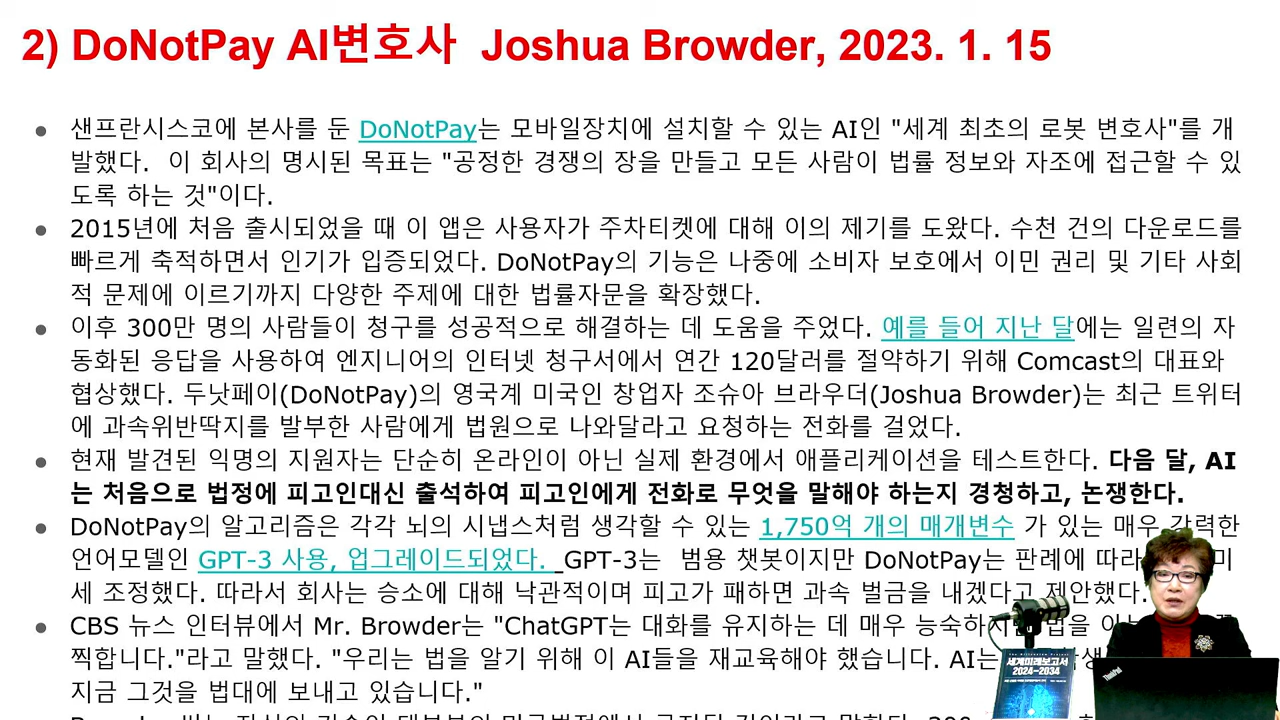 2) DoNotPay AI변호사 Joshua Browder, 2023. 1. 15
● 샌프란시스코에 본사를 둔 DoNotPay는 모바일장치에 설치할 수 있는 AI인 "세계 최초의 로봇 변호사"를 개
발했다. 이 회사의 명시된 목표는 "공정한 경쟁의 장을 만들고 모든 사람이 법률 정보와 자조에 접근할 수 있
도록 하는 것"이다.
● 2015년에 처음 출시되었을 때 이 앱은 사용자가 주차티켓에 대해 이의 제기를 도왔다. 수천 건의 다운로드를
빠르게 축적하면서 인기가 입증되었다. DoNotPay의 기능은 나중에 소비자 보호에서 이민 권리 및 기타 사회
적 문제에 이르기까지 다양한 주제에 대한 법률자문을 확장했다.
● 이후 300만 명의 사람들이 청구를 성공적으로 해결하는 데 도움을 주었다. 예를 들어 지난 달에는 일련의 자
동화된 응답을 사용하여 엔지니어의 인터넷 청구서에서 연간 120달러를 절약하기 위해 Comcast의 대표와
협상했다. 두낫페이(DoNotPay)의 영국계 미국인 창업자 조슈아 브라우더(Joshua Browder)는 최근 트위터
에 과속위반딱지를 발부한 사람에게 법원으로 나와달라고 요청하는 전화를 걸었다.
● 현재 발견된 익명의 지원자는 단순히 온라인이 아닌 실제 환경에서 애플리케이션을 테스트한다. 다음 달, AI
는 처음으로 법정에 피고인대신 출석하여 피고인에게 전화로 무엇을 말해야 하는지 경청하고, 논쟁한다.
● DoNotPay의 알고리즘은 각각 뇌의 시냅스처럼 생각할 수 있는 1,750억 개의 매개변수 가 있는 매우 강력한
언어모델인 GPT-3 사용, 업그레이드되었다. _GPT-3는 범용 챗봇이지만 DoNotPay는 판례에 따라 미
세 조정했다. 따라서 회사는 승소에 대해 낙관적이며 피고가 패하면 과속 벌금을 내겠다고 제안했다.
● CBS 뉴스 인터뷰에서 Mr. Browder는 "ChatGPT는 대화를 유지하는 데 매우 능숙하지만 법을
찍합니다."라고 말했다. "우리는 법을 알기 위해 이 AI들을 재교육해야 했습니다. AI는
지금 그것을 법대에 보내고 있습니다."
세계미래보고서
2024-2034
ThinkPad